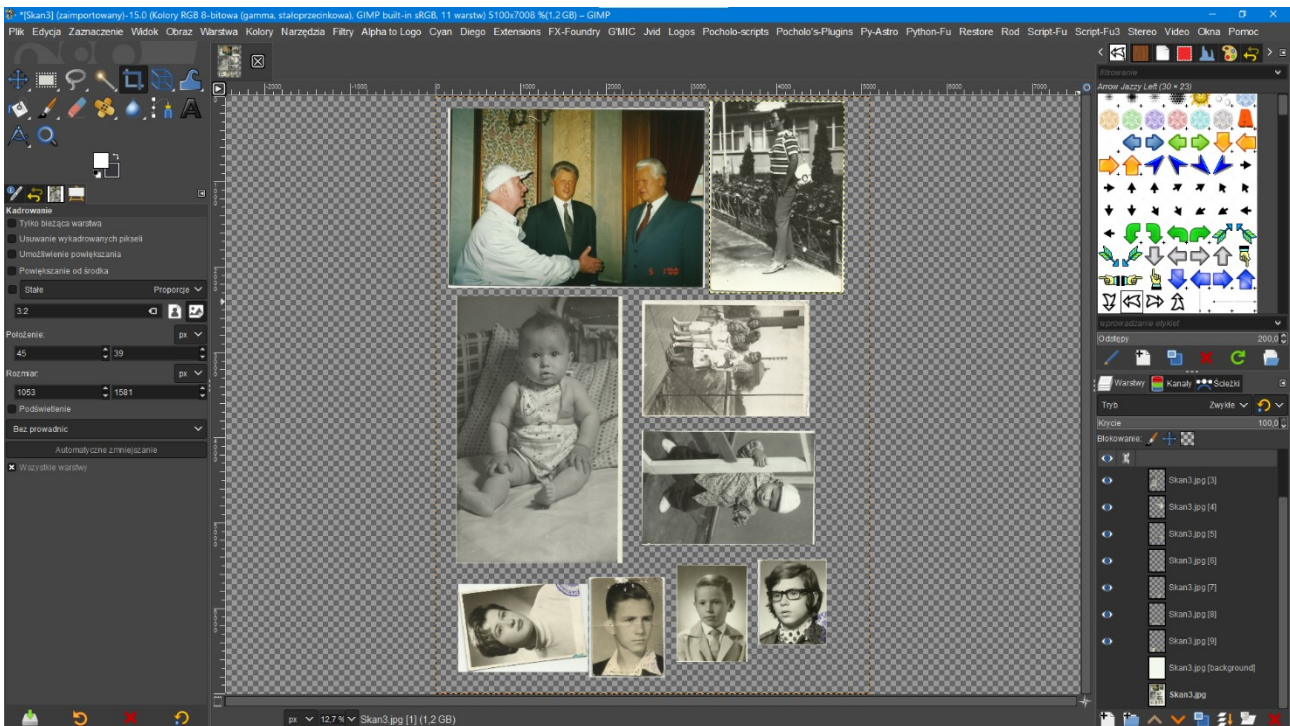 *[Skan3] (zaimportowany)-15.0 (Kolory RGB 8-bitowa (gamma, stałoprzecinkowa), GIMP built-in sRGB, 11 warstw) 5100x7008 %(1,2 GB) – GIMP
Plik Edycja Zaznaczenie Widok Obraz Warstwa Kolory Narzędzia Filtry Alpha to Logo Cyan Diego Extensions FX-Foundry G'MIC Jvid Logos Pocholo-scripts Pocholo's-Plugins Py-Astro Python-Fu Restore Rod Script-Fu Script-Fu3 Stereo Video Okna Pomoc
filtrowanie
Arrow Jazzy Left (30 × 23)
Kadrowanie
Tylko bieżąca warstwa
Usuwanie wykadrowanych pikseli
Umożliwienie powiększania
Powiększanie od środka
Stałe Proporcje
3:2
Położenie: px
45 39
Rozmiar: px
1053 1581
Podświetlenie
Bez prowadnic
Automatyczne zmniejszanie
Wszystkie warstwy
wprowadzanie etykiet
Odstępy 200,0
Warstwy Kanały Ścieżki
Tryb Zwykłe
Krycie 100,0
Blokowanie:
Skan3.jpg [3]
Skan3.jpg [4]
Skan3.jpg [5]
Skan3.jpg [6]
Skan3.jpg [7]
Skan3.jpg [8]
Skan3.jpg [9]
Skan3.jpg [background]
Skan3.jpg
px 12,7 % Skan3.jpg [1] (1,2 GB)